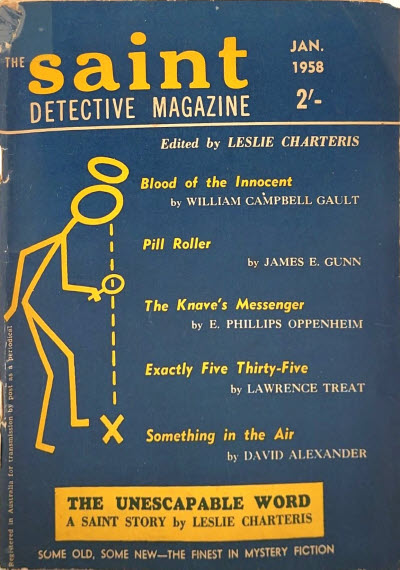 THE saint
DETECTIVE MAGAZINE
JAN.
1958
2/-
Edited by LESLIE CHARTERIS
Blood of the Innocent
by WILLIAM CAMPBELL GAULT
Pill Roller
by JAMES E. GUNN
The Knave's Messenger
by E. PHILLIPS OPPENHEIM
Exactly Five Thirty-Five
by LAWRENCE TREAT
Something in the Air
by DAVID ALEXANDER
THE UNESCAPABLE WORD
A SAINT STORY by LESLIE CHARTERIS
SOME OLD, SOME NEW—THE FINEST IN MYSTERY FICTION
Registered in Australia for transmission by post as a periodical